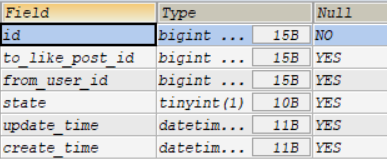 Field Type Null
id bigint ... 15B NO
to_like_post_id bigint ... 15B YES
from_user_id bigint ... 15B YES
state tinyint(1) 10B YES
update_time datetim... 11B YES
create_time datetim... 11B YES